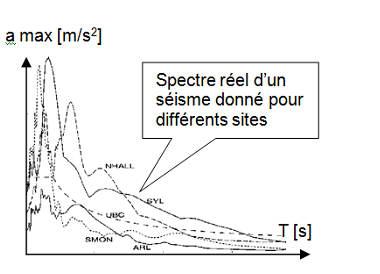 a max [m/s²]
Spectre réel d'un
séisme donné pour
différents sites
NHALL
SYL
UBC
T [s]
SMON
ARL